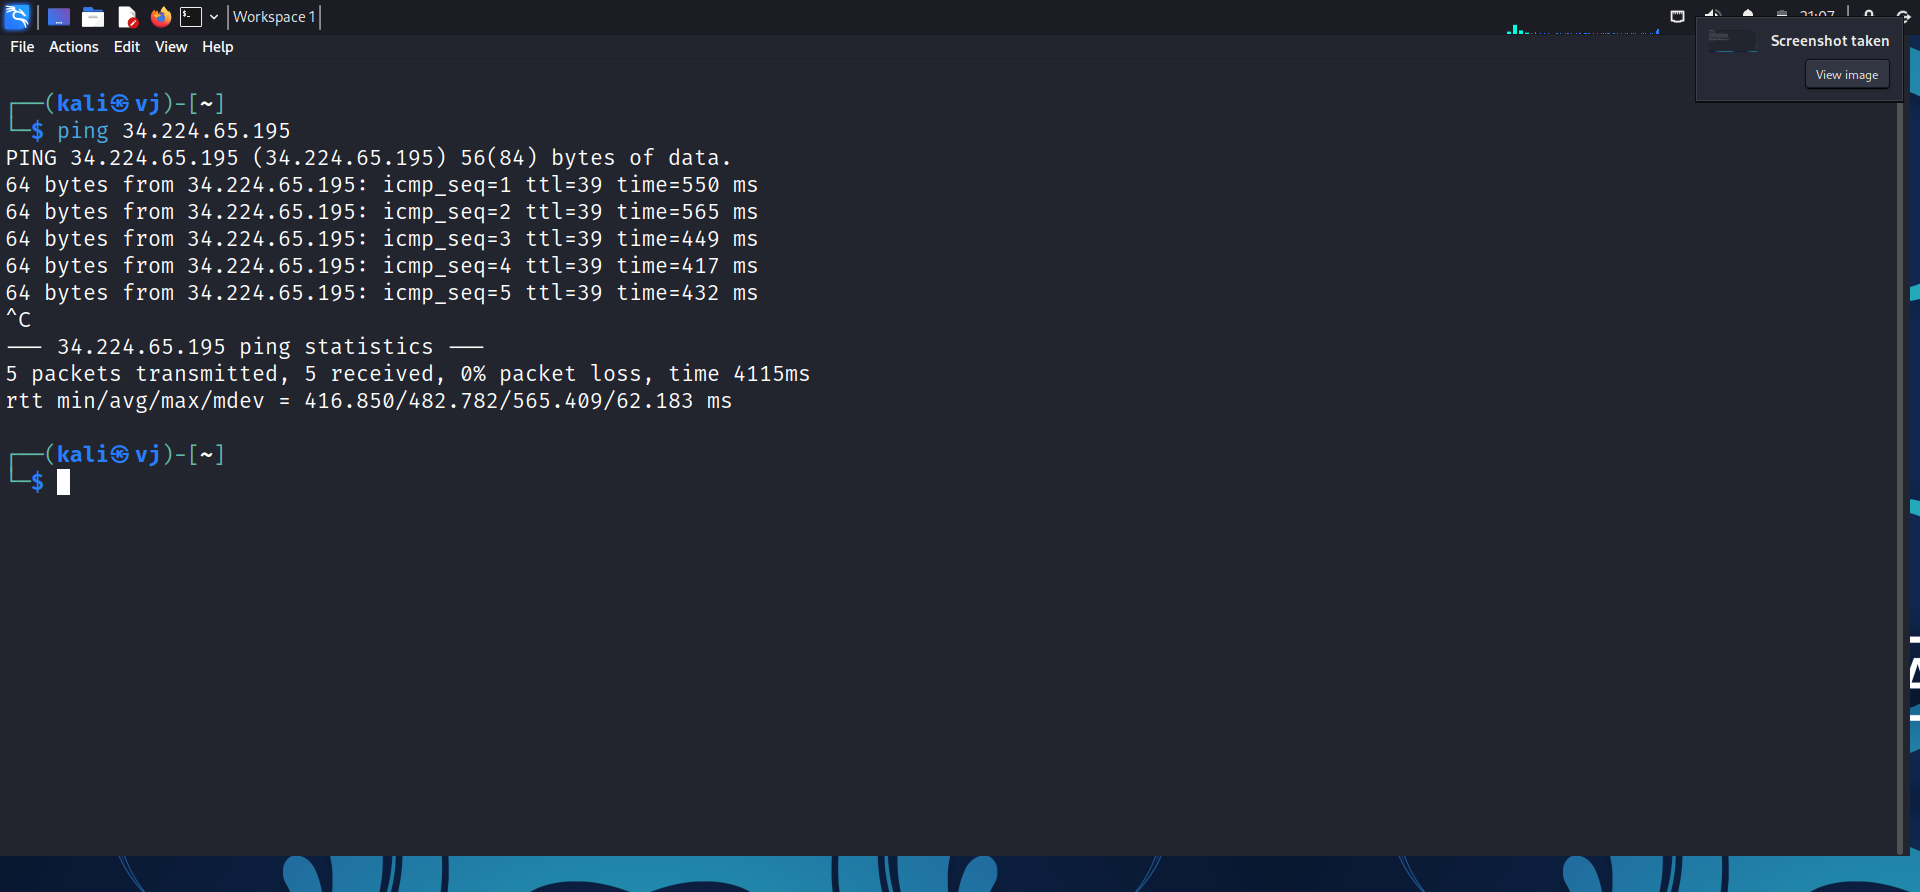 Workspace 1
Screenshot taken
View image
File Actions Edit View Help
┌──(kali㉿vj)-[~]
└─$ ping 34.224.65.195
PING 34.224.65.195 (34.224.65.195) 56(84) bytes of data.
64 bytes from 34.224.65.195: icmp_seq=1 ttl=39 time=550 ms
64 bytes from 34.224.65.195: icmp_seq=2 ttl=39 time=565 ms
64 bytes from 34.224.65.195: icmp_seq=3 ttl=39 time=449 ms
64 bytes from 34.224.65.195: icmp_seq=4 ttl=39 time=417 ms
64 bytes from 34.224.65.195: icmp_seq=5 ttl=39 time=432 ms
^C
--- 34.224.65.195 ping statistics ---
5 packets transmitted, 5 received, 0% packet loss, time 4115ms
rtt min/avg/max/mdev = 416.850/482.782/565.409/62.183 ms
┌──(kali㉿vj)-[~]
└─$